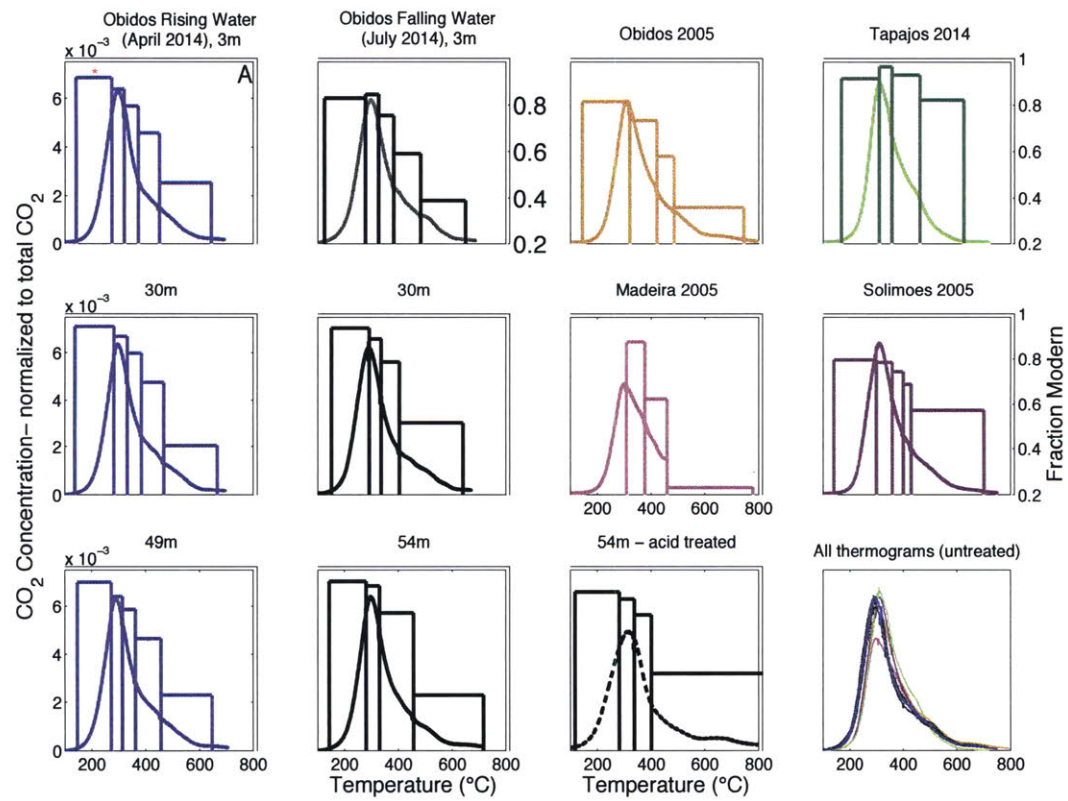 Obidos Rising Water
(April 2014), 3m
Obidos Falling Water
(July 2014), 3m
Obidos 2005
Tapajos 2014
x 10⁻³
*
A
6
4
2
0
0.8
0.6
0.4
0.2
1
0.8
0.6
0.4
0.2
30m
30m
Madeira 2005
Solimoes 2005
x 10⁻³
6
4
2
0
200 400 600 800
1
0.8
0.6
0.4
0.2
CO₂ Concentration– normalized to total CO₂
Fraction Modern
49m
54m
54m – acid treated
All thermograms (untreated)
x 10⁻³
6
4
2
0
200 400 600 800
200 400 600 800
200 400 600 800
200 400 600 800
Temperature (°C)
Temperature (°C)